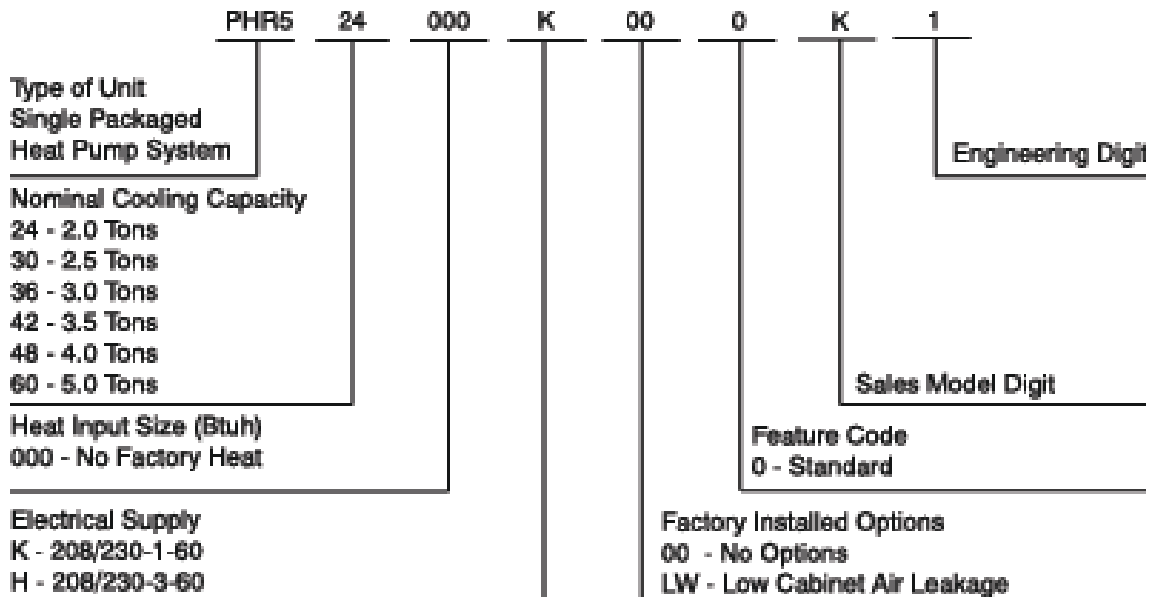 PHR5 24 000 K 00 0 K 1
Type of Unit
Single Packaged
Heat Pump System
Engineering Digit
Nominal Cooling Capacity
24 - 2.0 Tons
30 - 2.5 Tons
36 - 3.0 Tons
42 - 3.5 Tons
48 - 4.0 Tons
60 - 5.0 Tons
Sales Model Digit
Heat Input Size (Btuh)
000 - No Factory Heat
Feature Code
0 - Standard
Electrical Supply
K - 208/230-1-60
H - 208/230-3-60
Factory Installed Options
00 - No Options
LW - Low Cabinet Air Leakage